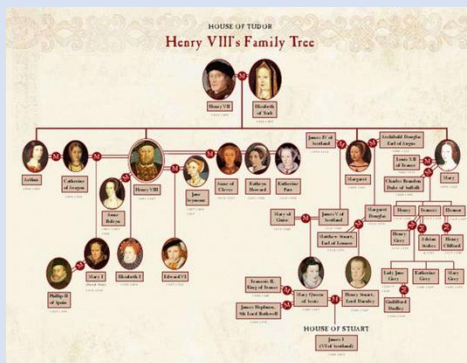 HOUSE OF TUDOR
Henry VIII's Family Tree
Henry VII
Elizabeth
of York
James IV of
Scotland
Archibald Douglas
Earl of Angus
Louis XII
of France
Charles Brandon
Duke of Suffolk
Arthur
Catherine
of Aragon
Henry VIII
Jane
Seymour
Anne of
Cleves
Kathryn
Howard
Katherine
Parr
Margaret
Mary
Anne
Boleyn
Mary of
Guise
James V of
Scotland
Margaret
Douglas
Matthew Stuart,
Earl of Lennox
Henry
Frances
Eleanor
Henry
Grey
Adrian
Stokes
Henry
Clifford
Philip II
of Spain
Mary I
Elizabeth I
Edward VI
Francois II,
King of France
James Hepburn,
4th Lord Bothwell
Mary Queen
of Scots
Henry Stuart,
Lord Darnley
Lady Jane
Grey
Katherine
Grey
Mary
Grey
Guildford
Dudley
HOUSE OF STUART
James I
(VI of Scotland)